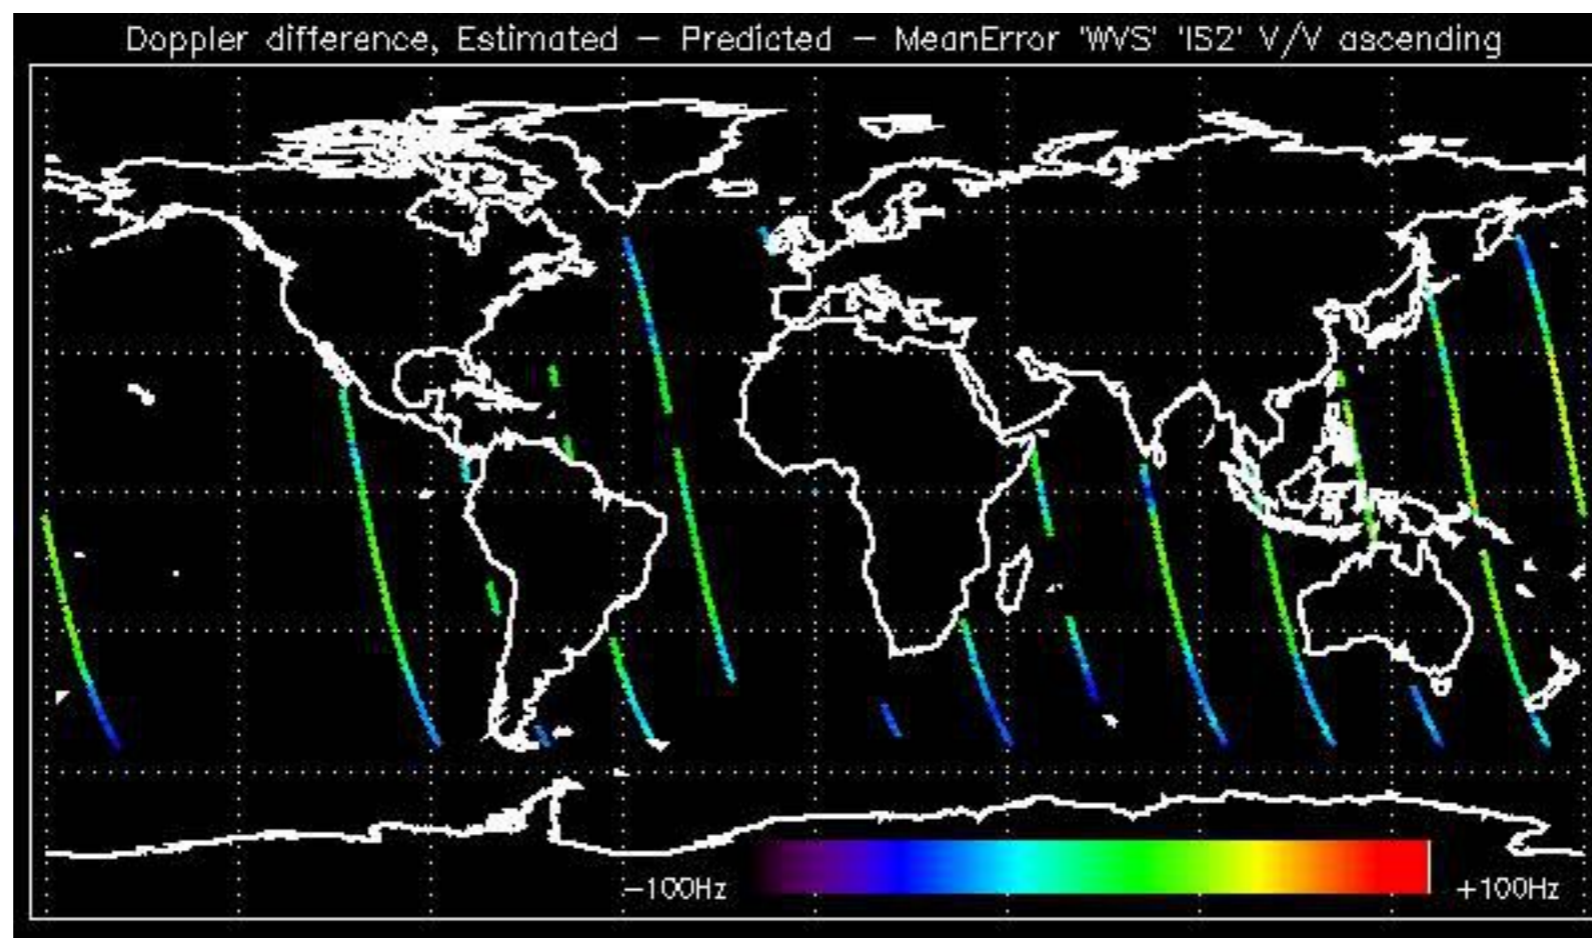 Doppler difference, Estimated – Predicted – MeanError 'WVS' 'IS2' V/V ascending
–100Hz
+100Hz